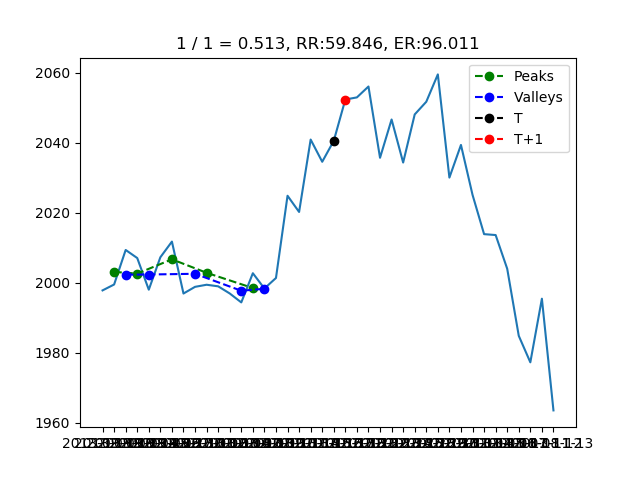 1 / 1 = 0.513, RR:59.846, ER:96.011
Peaks
Valleys
T
T+1
2060
2040
2020
2000
1980
1960